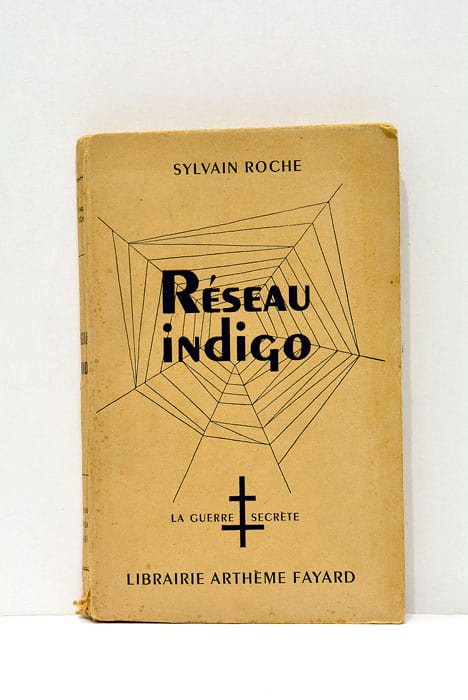 SYLVAIN ROCHE
RÉSEAU
indigo
LA GUERRE SECRÈTE
LIBRAIRIE ARTHÈME FAYARD